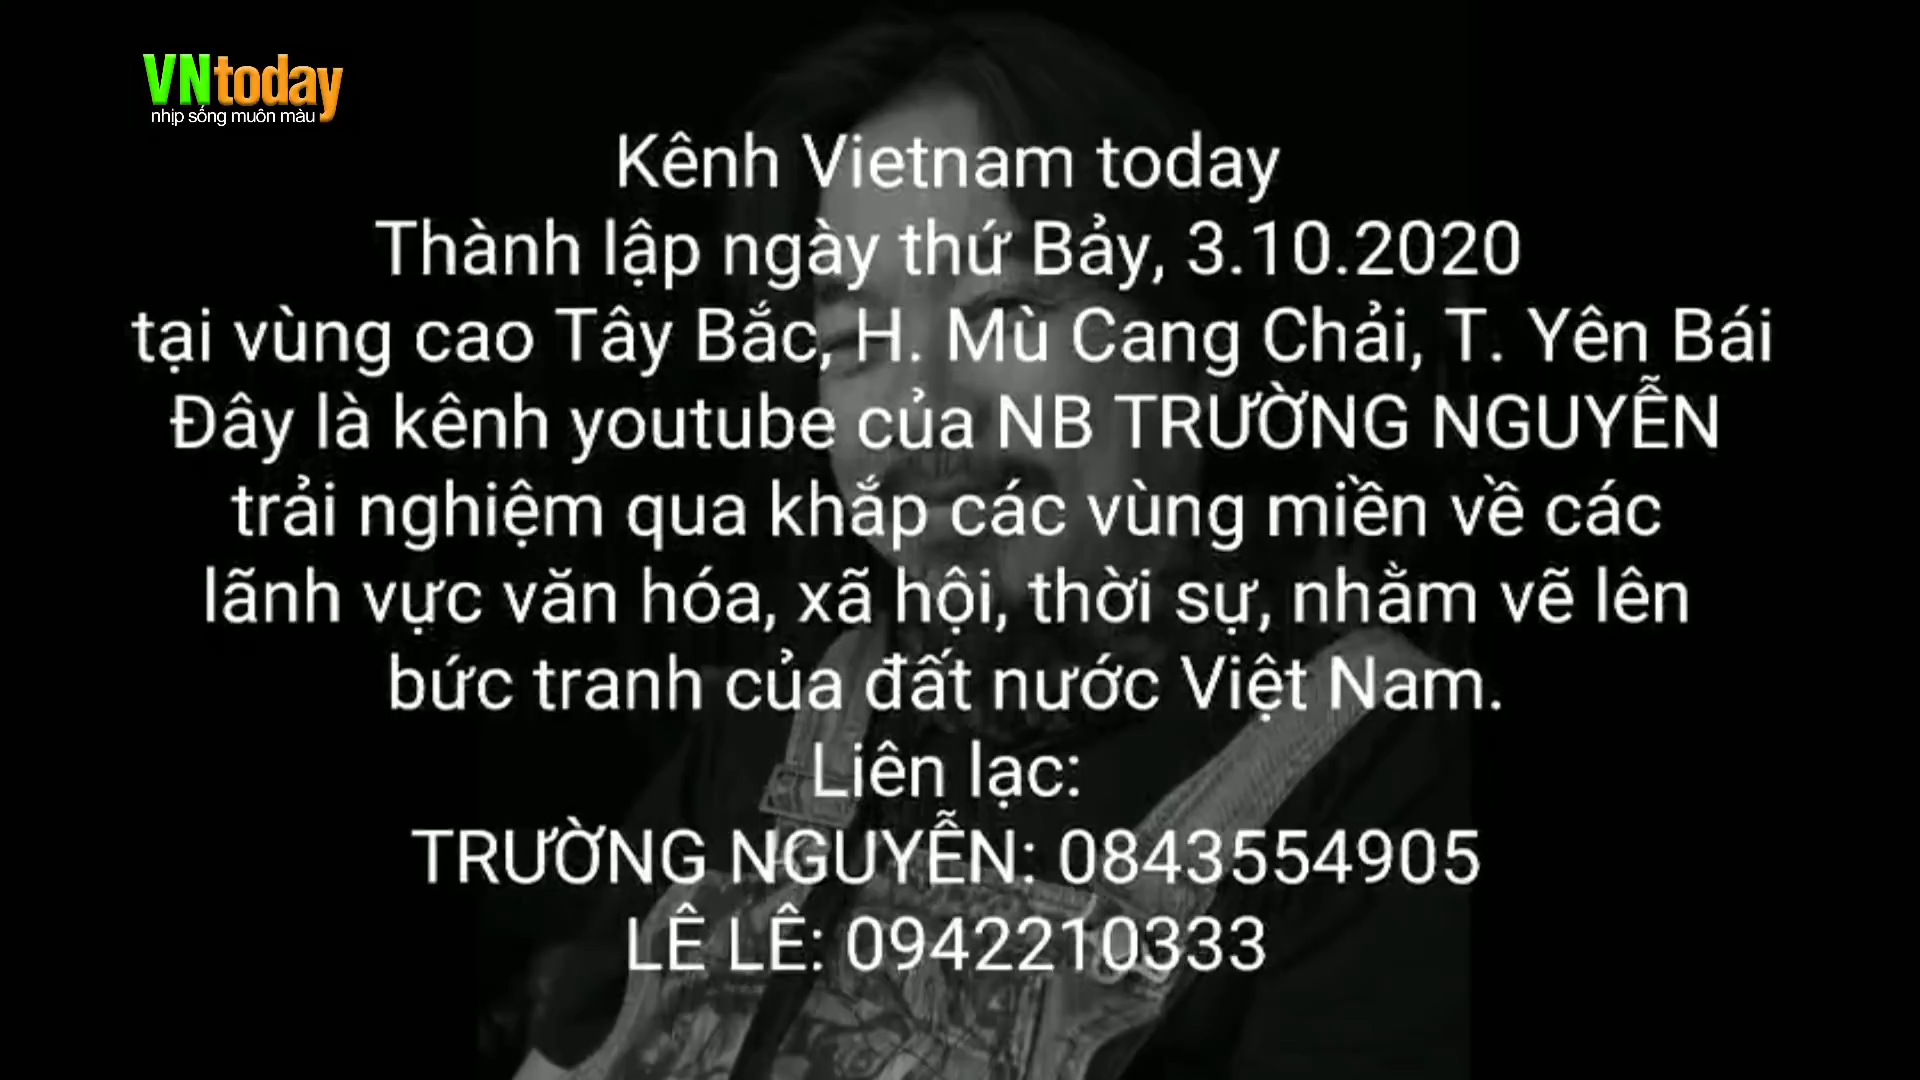 VNtoday
nhịp sống muôn màu
Kênh Vietnam today
Thành lập ngày thứ Bảy, 3.10.2020
tại vùng cao Tây Bắc, H. Mù Cang Chải, T. Yên Bái
Đây là kênh youtube của NB TRƯỜNG NGUYỄN
trải nghiệm qua khắp các vùng miền về các
lãnh vực văn hóa, xã hội, thời sự, nhằm vẽ lên
bức tranh của đất nước Việt Nam.
Liên lạc:
TRƯỜNG NGUYỄN: 0843554905
LÊ LÊ: 0942210333